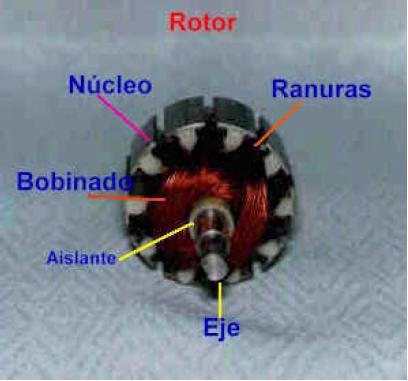 Rotor
Núcleo
Ranuras
Bobinado
Aislante
Eje